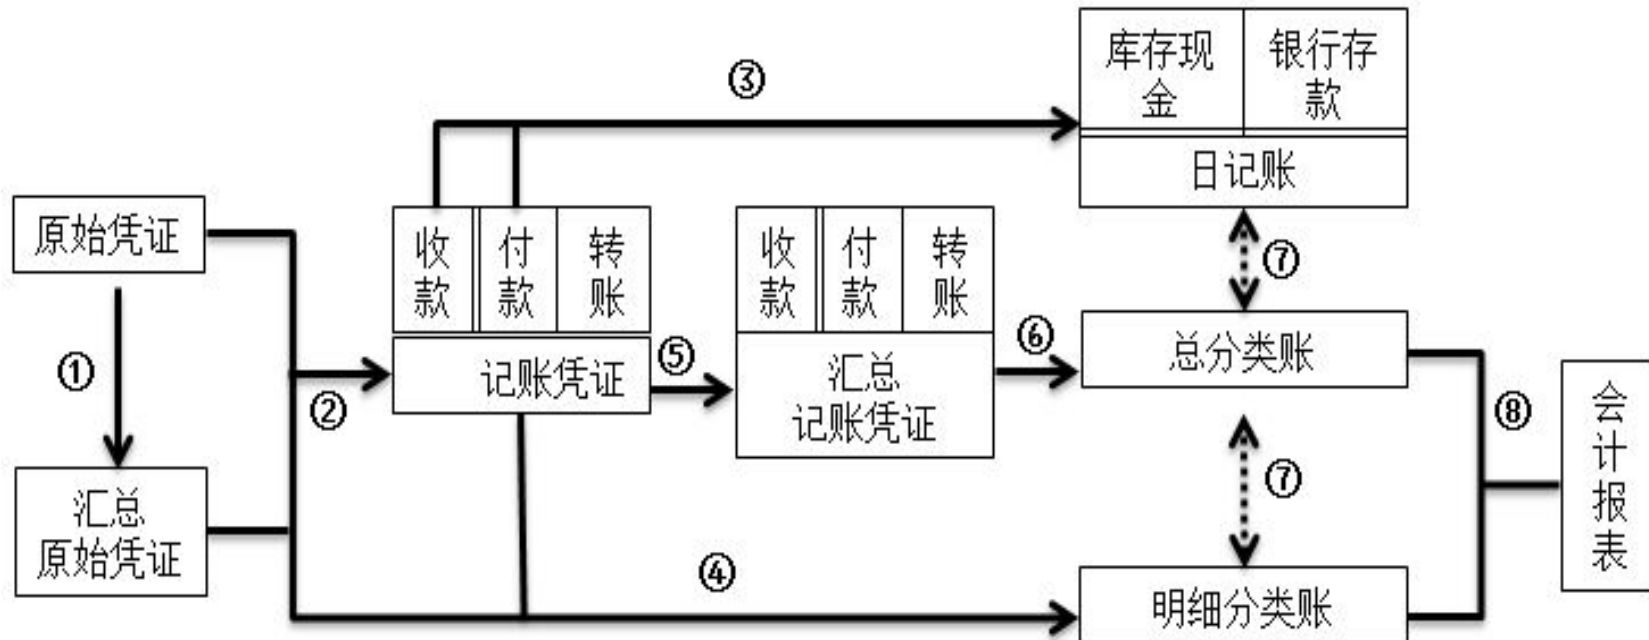 库存现
金
银行存
款
日记账
③
原始凭证
收
款
付
款
转
账
收
款
付
款
转
账
⑦
①
②
记账凭证
⑤
汇总
记账凭证
⑥
总分类账
⑧
会
计
报
表
汇总
原始凭证
④
⑦
明细分类账